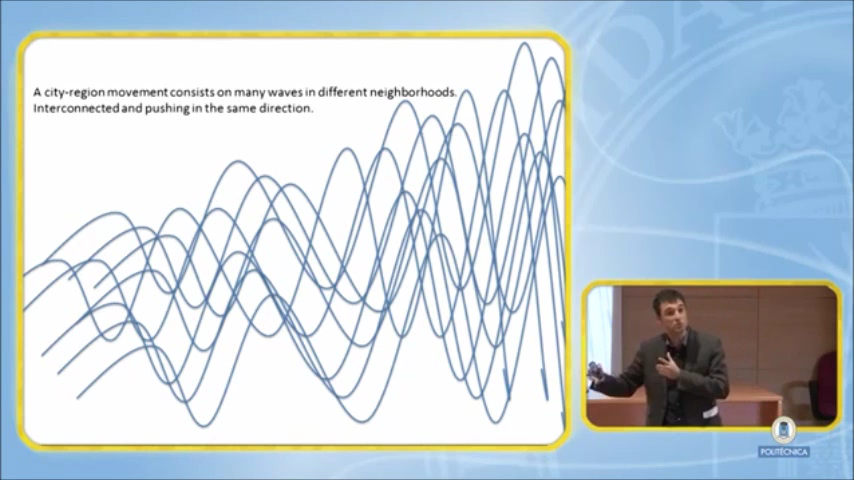 A city-region movement consists on many waves in different neighborhoods.
Interconnected and pushing in the same direction.
POLITÉCNICA